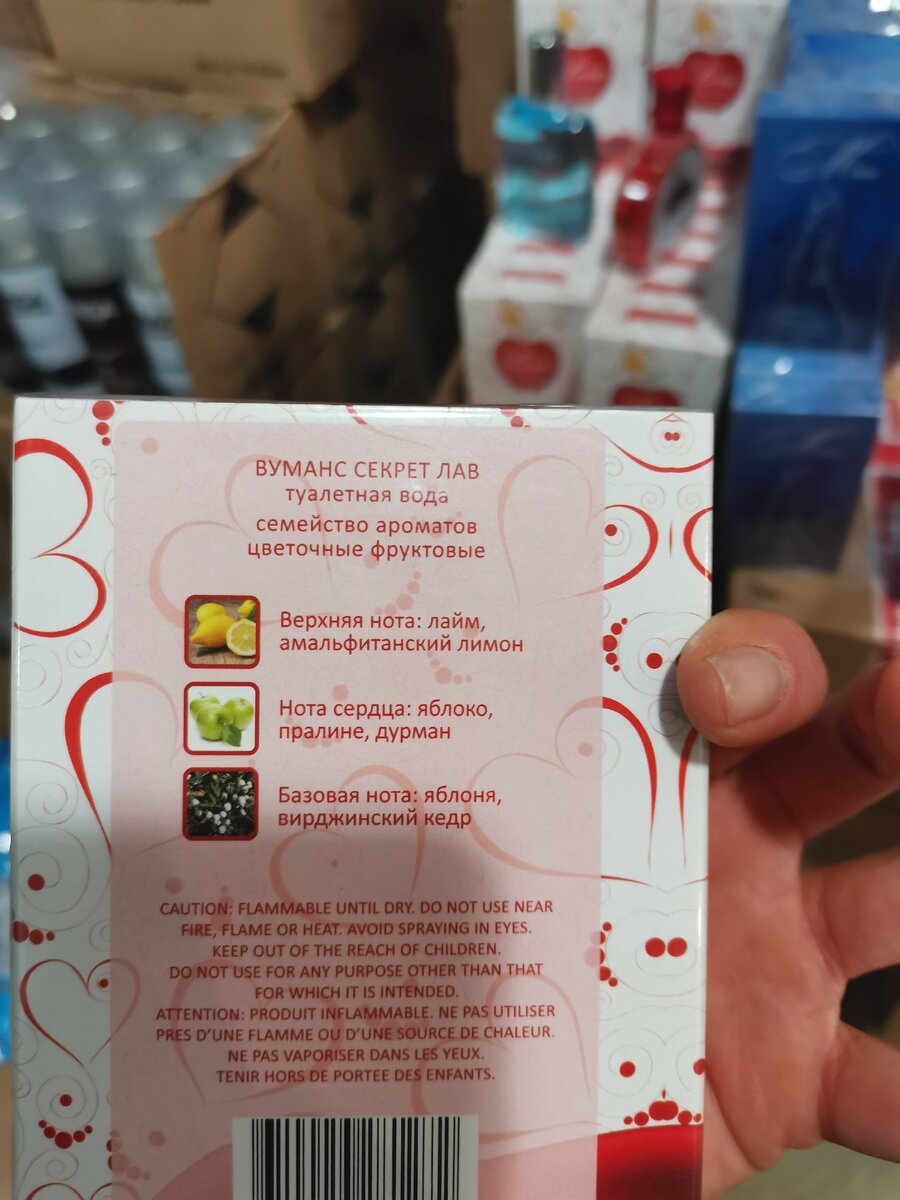 ВУМАНС СЕКРЕТ ЛАВ
туалетная вода
семейство ароматов
цветочные фруктовые
Верхняя нота: лайм,
амальфитанский лимон
Нота сердца: яблоко,
пралине, дурман
Базовая нота: яблоня,
вирджинский кедр
CAUTION: FLAMMABLE UNTIL DRY. DO NOT USE NEAR
FIRE, FLAME OR HEAT. AVOID SPRAYING IN EYES.
KEEP OUT OF THE REACH OF CHILDREN.
DO NOT USE FOR ANY PURPOSE OTHER THAN THAT
FOR WHICH IT IS INTENDED.
ATTENTION: PRODUIT INFLAMMABLE. NE PAS UTILISER
PRES D’UNE FLAMME OU D’UNE SOURCE DE CHALEUR.
NE PAS VAPORISER DANS LES YEUX.
TENIR HORS DE PORTEE DES ENFANTS.